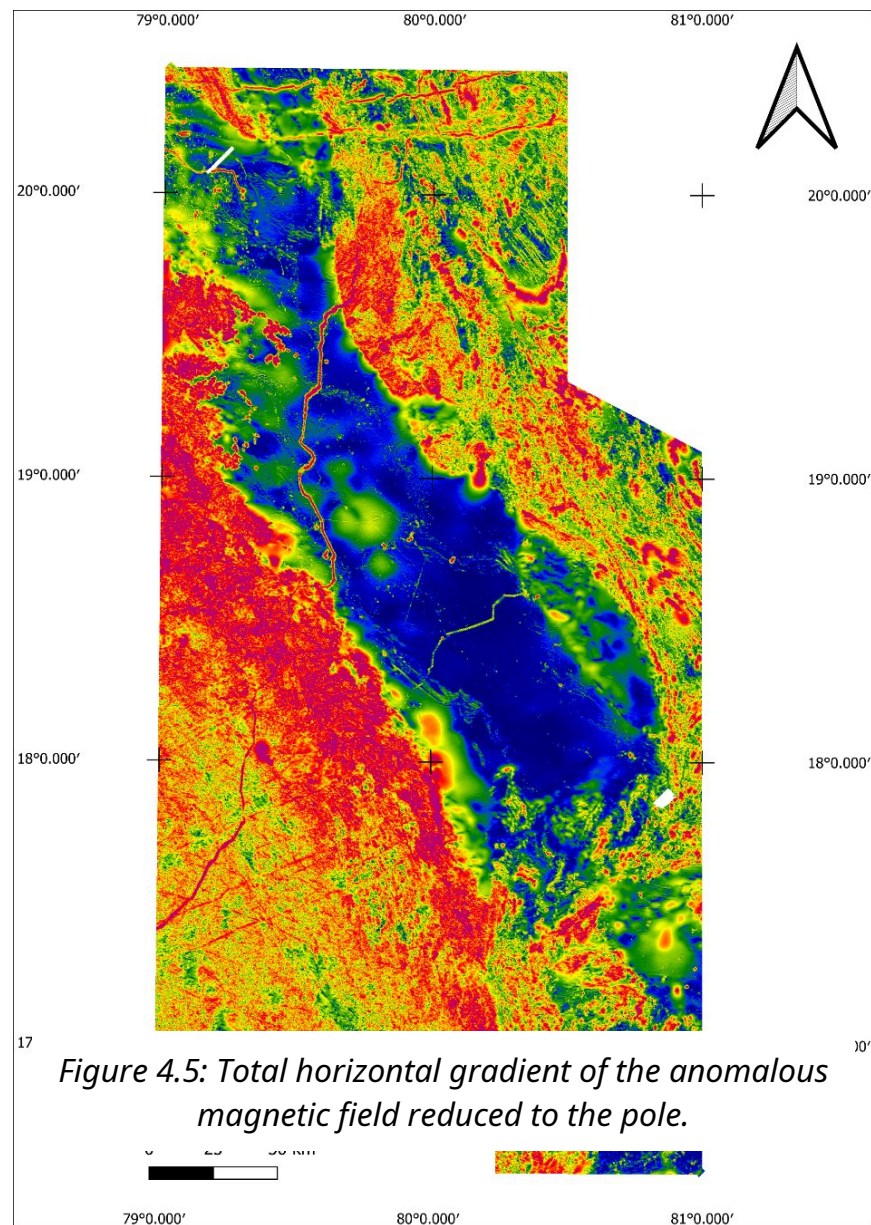 79°0.000′ 80°0.000′ 81°0.000′
20°0.000′ 20°0.000′
19°0.000′ 19°0.000′
18°0.000′ 18°0.000′
17
Figure 4.5: Total horizontal gradient of the anomalous
magnetic field reduced to the pole.
79°0.000′ 80°0.000′ 81°0.000′